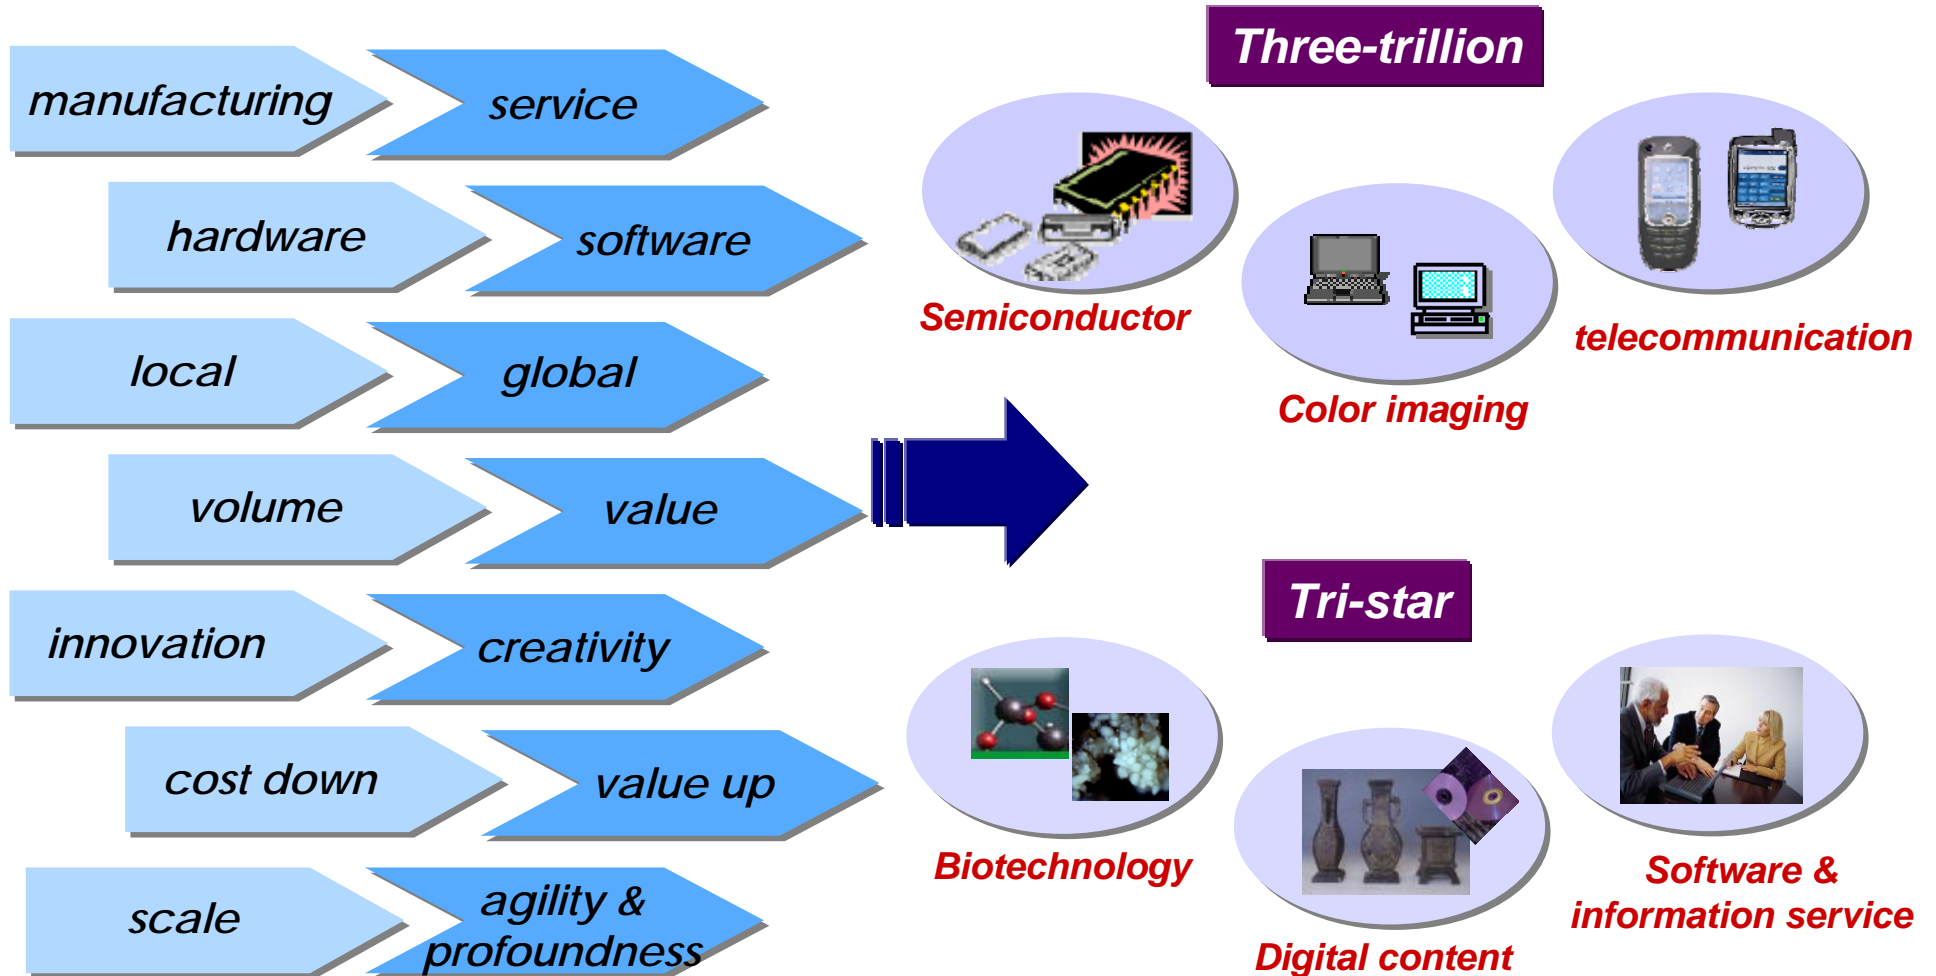 manufacturing
service
hardware
software
local
global
volume
value
innovation
creativity
cost down
value up
scale
agility &
profoundness
Three-trillion
Semiconductor
Color imaging
telecommunication
Tri-star
Biotechnology
Digital content
Software &
information service